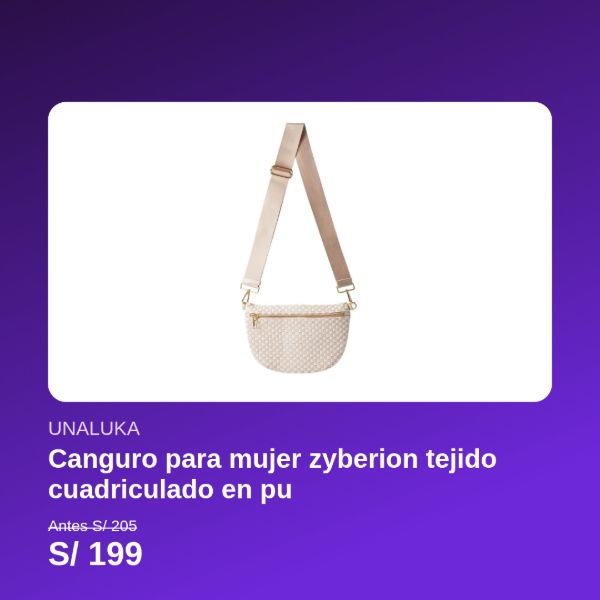 UNALUKA
Canguro para mujer zyberion tejido
cuadriculado en pu
Antes S/ 205
S/ 199